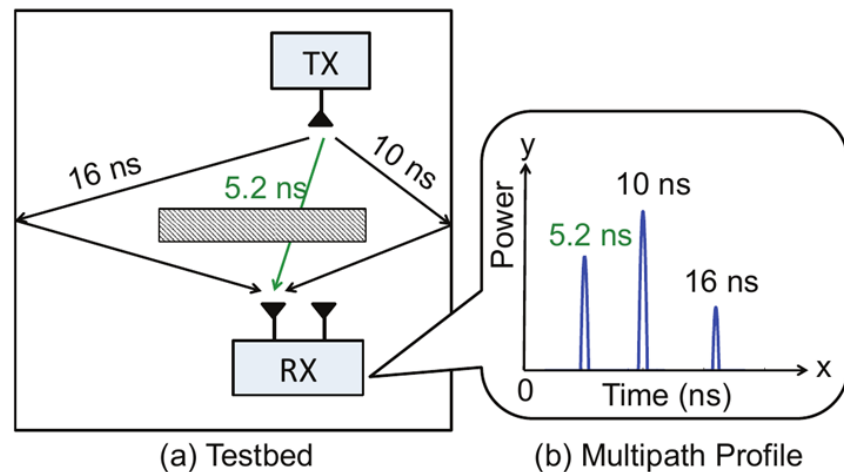 TX
16 ns
10 ns
5.2 ns
RX
(a) Testbed
y
Power
10 ns
5.2 ns
16 ns
x
0
Time (ns)
(b) Multipath Profile